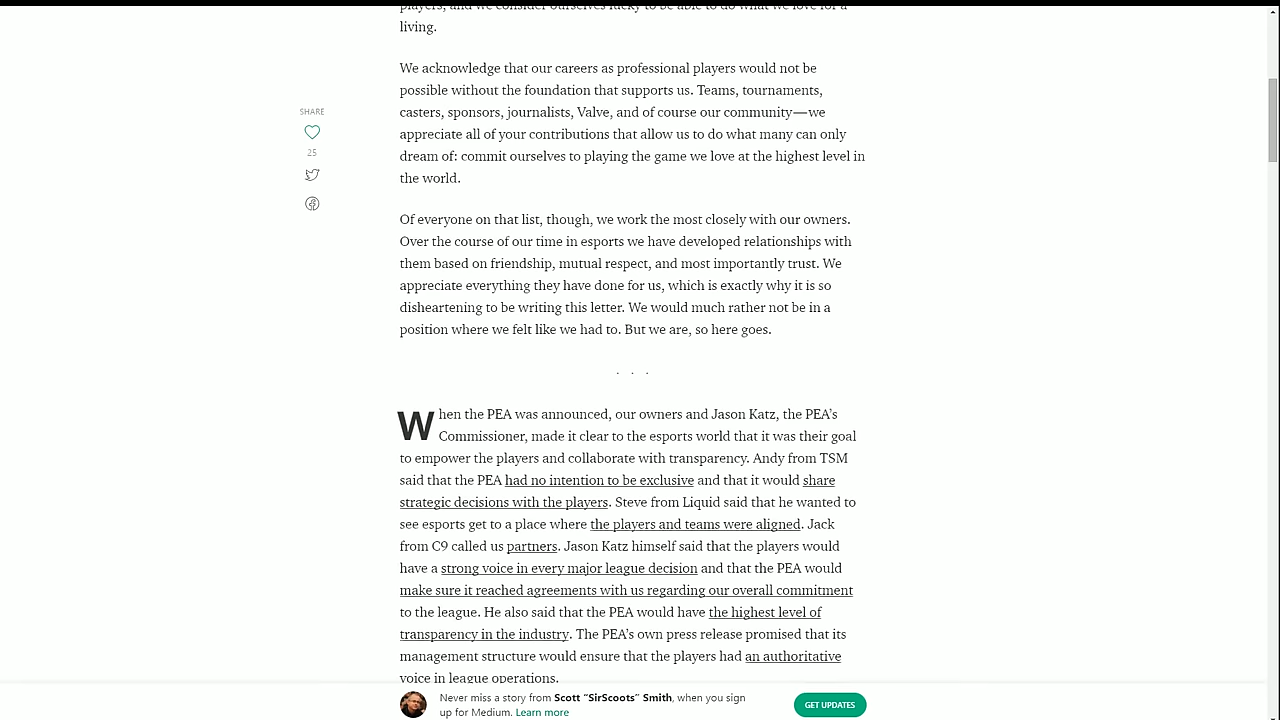 players, and we consider ourselves lucky to be able to do what we love for a
living.
We acknowledge that our careers as professional players would not be
possible without the foundation that supports us. Teams, tournaments,
casters, sponsors, journalists, Valve, and of course our community — we
appreciate all of your contributions that allow us to do what many can only
dream of: commit ourselves to playing the game we love at the highest level in
the world.
SHARE
25
Of everyone on that list, though, we work the most closely with our owners.
Over the course of our time in esports we have developed relationships with
them based on friendship, mutual respect, and most importantly trust. We
appreciate everything they have done for us, which is exactly why it is so
disheartening to be writing this letter. We would much rather not be in a
position where we felt like we had to. But we are, so here goes.
. . .
When the PEA was announced, our owners and Jason Katz, the PEA’s
Commissioner, made it clear to the esports world that it was their goal
to empower the players and collaborate with transparency. Andy from TSM
said that the PEA had no intention to be exclusive and that it would share
strategic decisions with the players. Steve from Liquid said that he wanted to
see esports get to a place where the players and teams were aligned. Jack
from C9 called us partners. Jason Katz himself said that the players would
have a strong voice in every major league decision and that the PEA would
make sure it reached agreements with us regarding our overall commitment
to the league. He also said that the PEA would have the highest level of
transparency in the industry. The PEA’s own press release promised that its
management structure would ensure that the players had an authoritative
voice in league operations.
Never miss a story from Scott “SirScoots” Smith, when you sign
up for Medium. Learn more
GET UPDATES